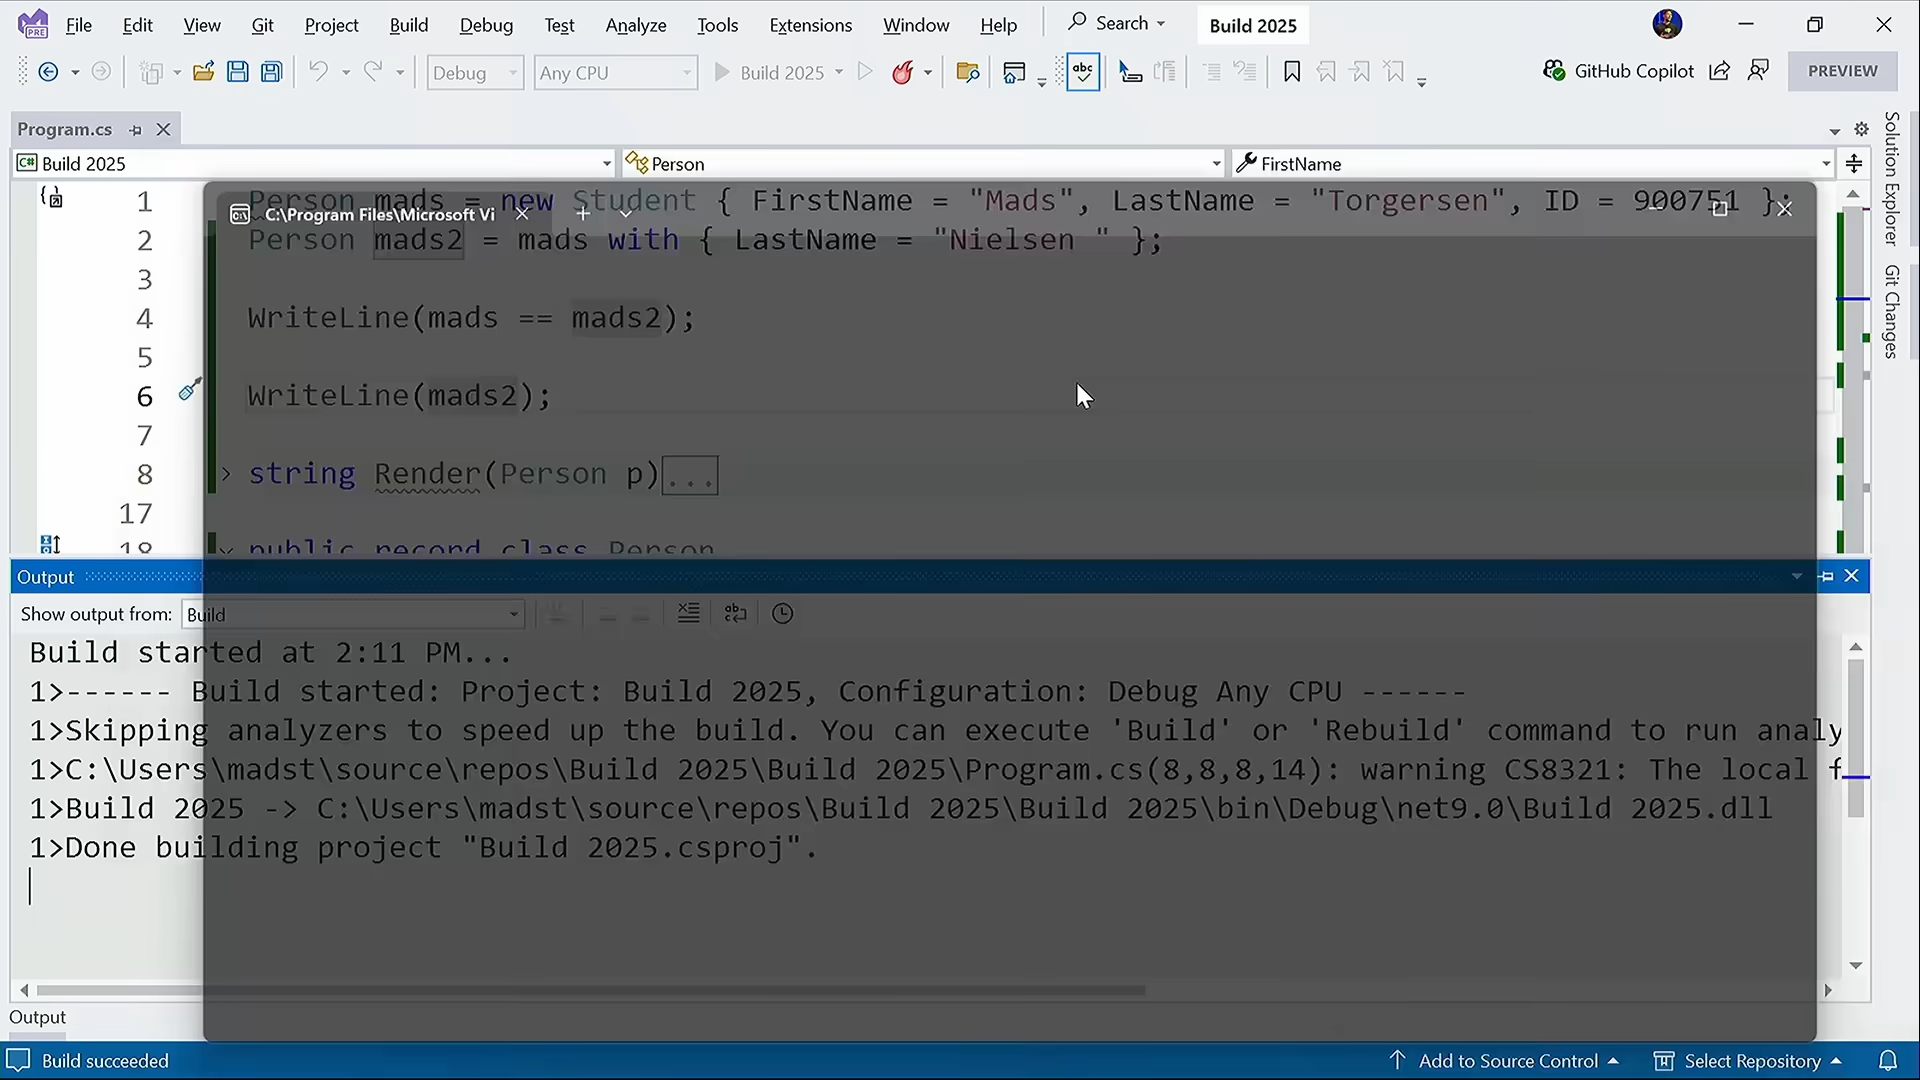 PRE File Edit View Git Project Build Debug Test Analyze Tools Extensions Window Help Search Build 2025
Debug Any CPU Build 2025 abc GitHub Copilot PREVIEW
Program.cs
C# Build 2025 Person FirstName
1 Person mads = new Student { FirstName = "Mads", LastName = "Torgersen", ID = 900751 };
C:\Program Files\Microsoft Vi
2 Person mads2 = mads with { LastName = "Nielsen " };
3
4 WriteLine(mads == mads2);
5
6 WriteLine(mads2);
7
8 string Render(Person p)...
17
18 public record class Person
Solution Explorer
Git Changes
Output
Show output from: Build
Build started at 2:11 PM...
1>------ Build started: Project: Build 2025, Configuration: Debug Any CPU ------
1>Skipping analyzers to speed up the build. You can execute 'Build' or 'Rebuild' command to run analy
1>C:\Users\madst\source\repos\Build 2025\Build 2025\Program.cs(8,8,8,14): warning CS8321: The local f
1>Build 2025 -> C:\Users\madst\source\repos\Build 2025\Build 2025\bin\Debug\net9.0\Build 2025.dll
1>Done building project "Build 2025.csproj".
Output
Build succeeded Add to Source Control Select Repository